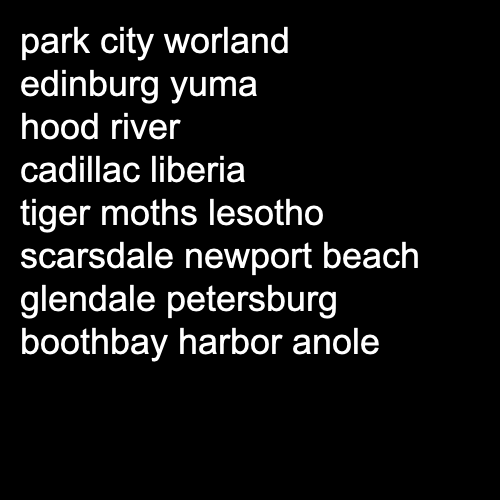 park city worland
edinburg yuma
hood river
cadillac liberia
tiger moths lesotho
scarsdale newport beach
glendale petersburg
boothbay harbor anole